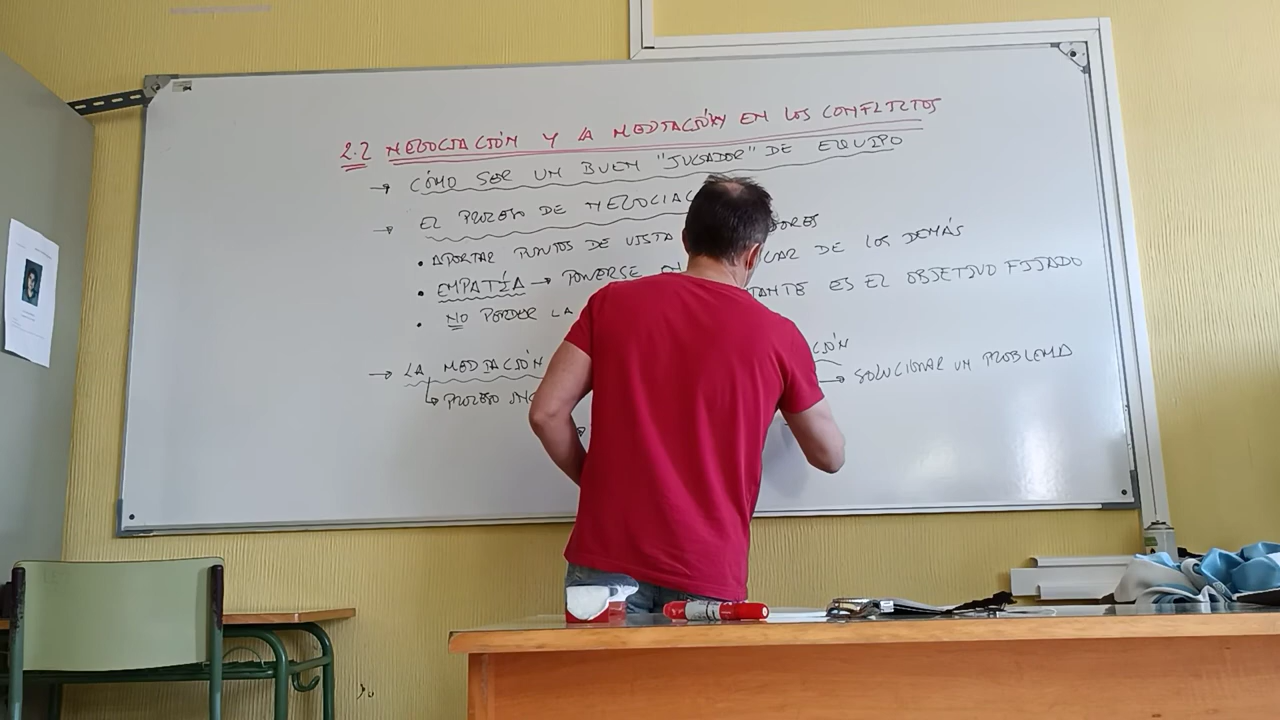 2.2 NEGOCIACIÓN Y LA MEDIACIÓN EN LOS CONFLICTOS
→ CÓMO SER UN BUEN "JUGADOR" DE EQUIPO
→ EL PROCESO DE NEGOCIAC
• APORTAR PUNTOS DE VISTA DORES
• EMPATÍA → PONERSE EN GAR DE LOS DEMÁS
• NO PERDER LA TANTE ES EL OBJETIVO FIJADO
→ LA MEDIACIÓN CIÓN
PROCESO → SOLUCIONAR UN PROBLEMA